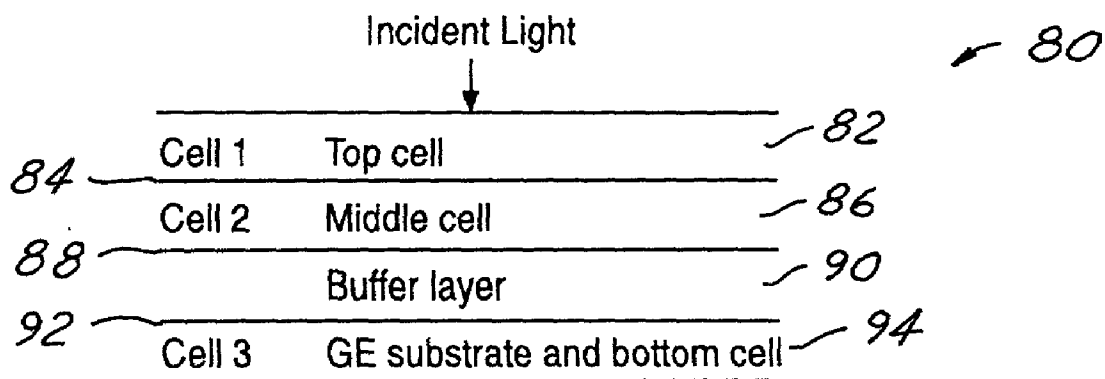 Incident Light
80
Cell 1 Top cell 82
84
Cell 2 Middle cell 86
88
Buffer layer 90
92
Cell 3 GE substrate and bottom cell 94